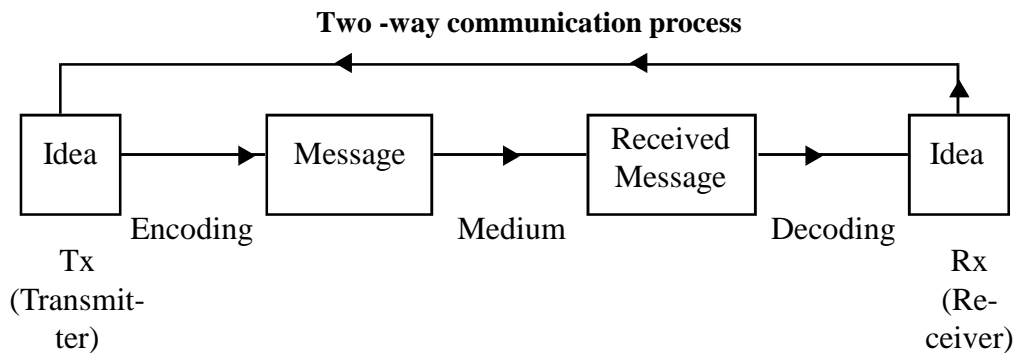 Two -way communication process
Idea
Message
Received
Message
Idea
Encoding
Medium
Decoding
Tx
(Transmit-
ter)
Rx
(Re-
ceiver)